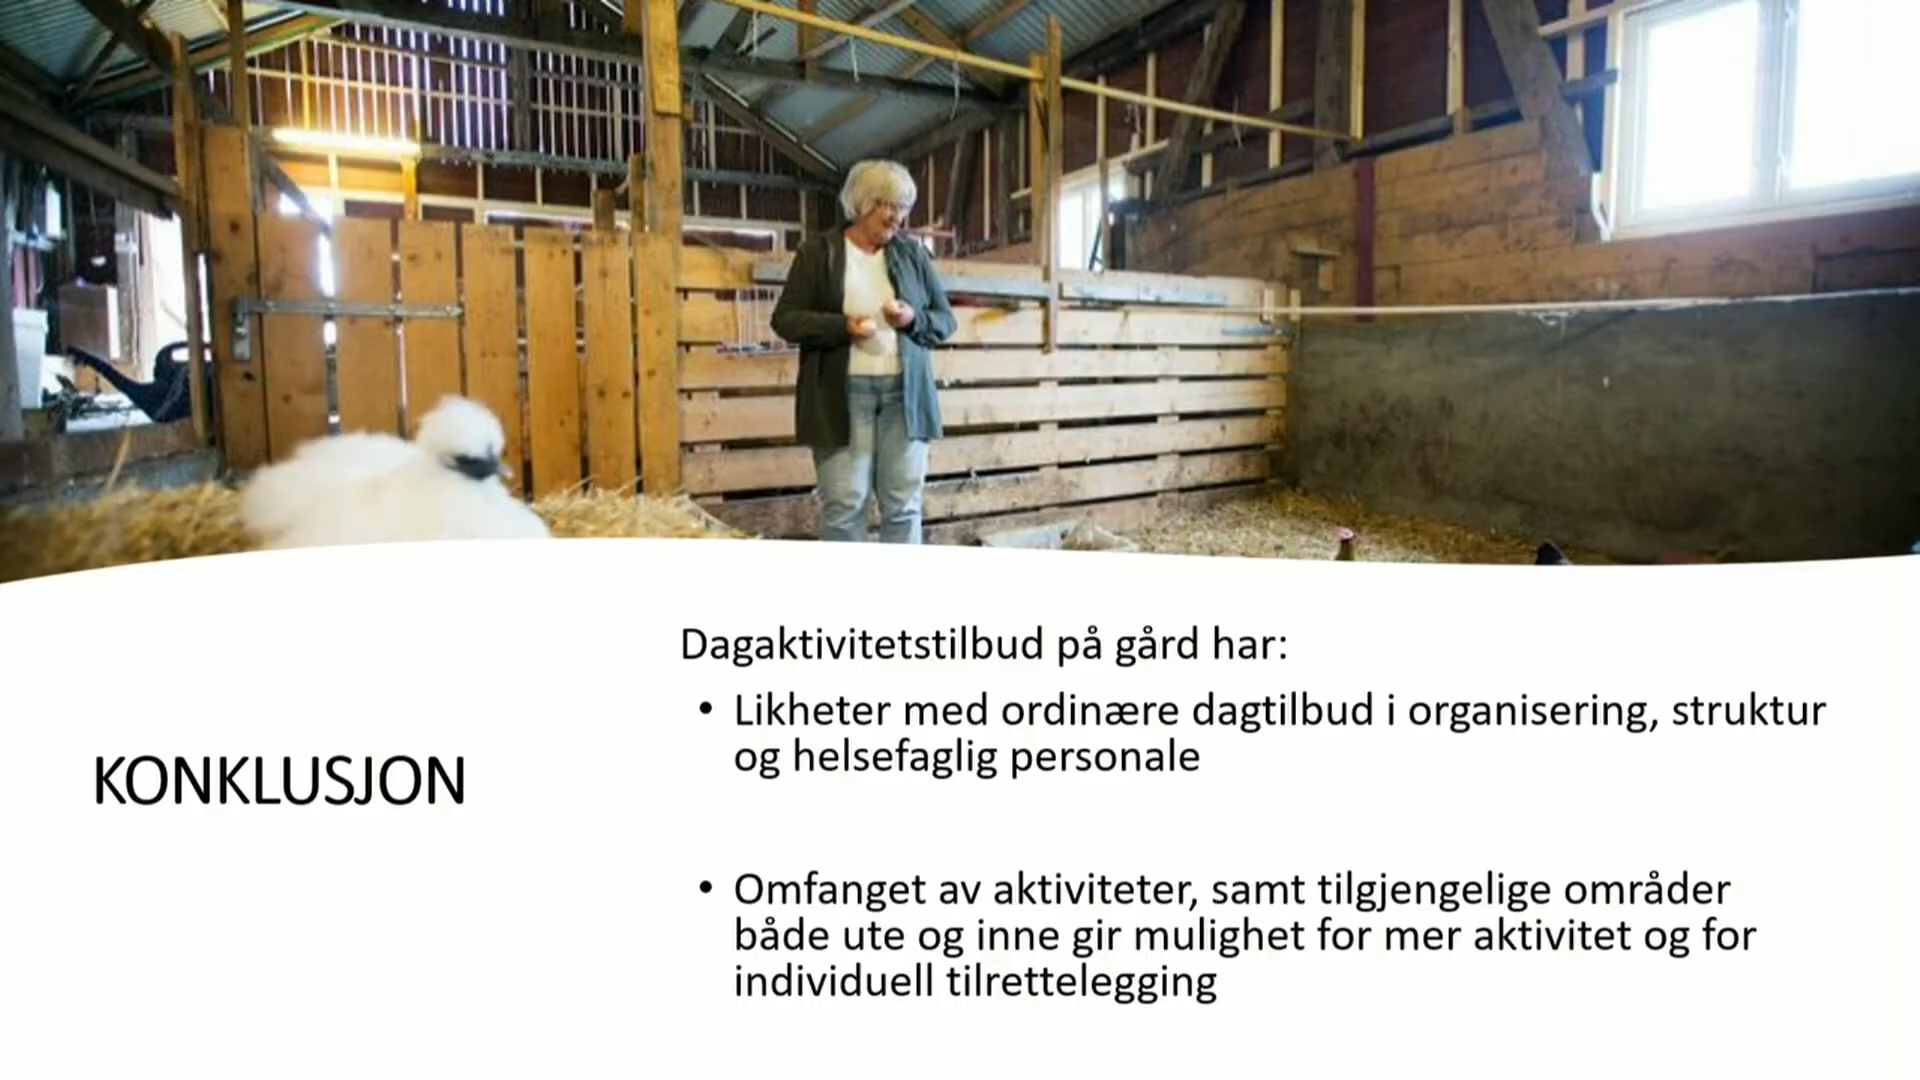 KONKLUSJON
Dagaktivitetstilbud på gård har:
• Likheter med ordinære dagtilbud i organisering, struktur
og helsefaglig personale
• Omfanget av aktiviteter, samt tilgjengelige områder
både ute og inne gir mulighet for mer aktivitet og for
individuell tilrettelegging